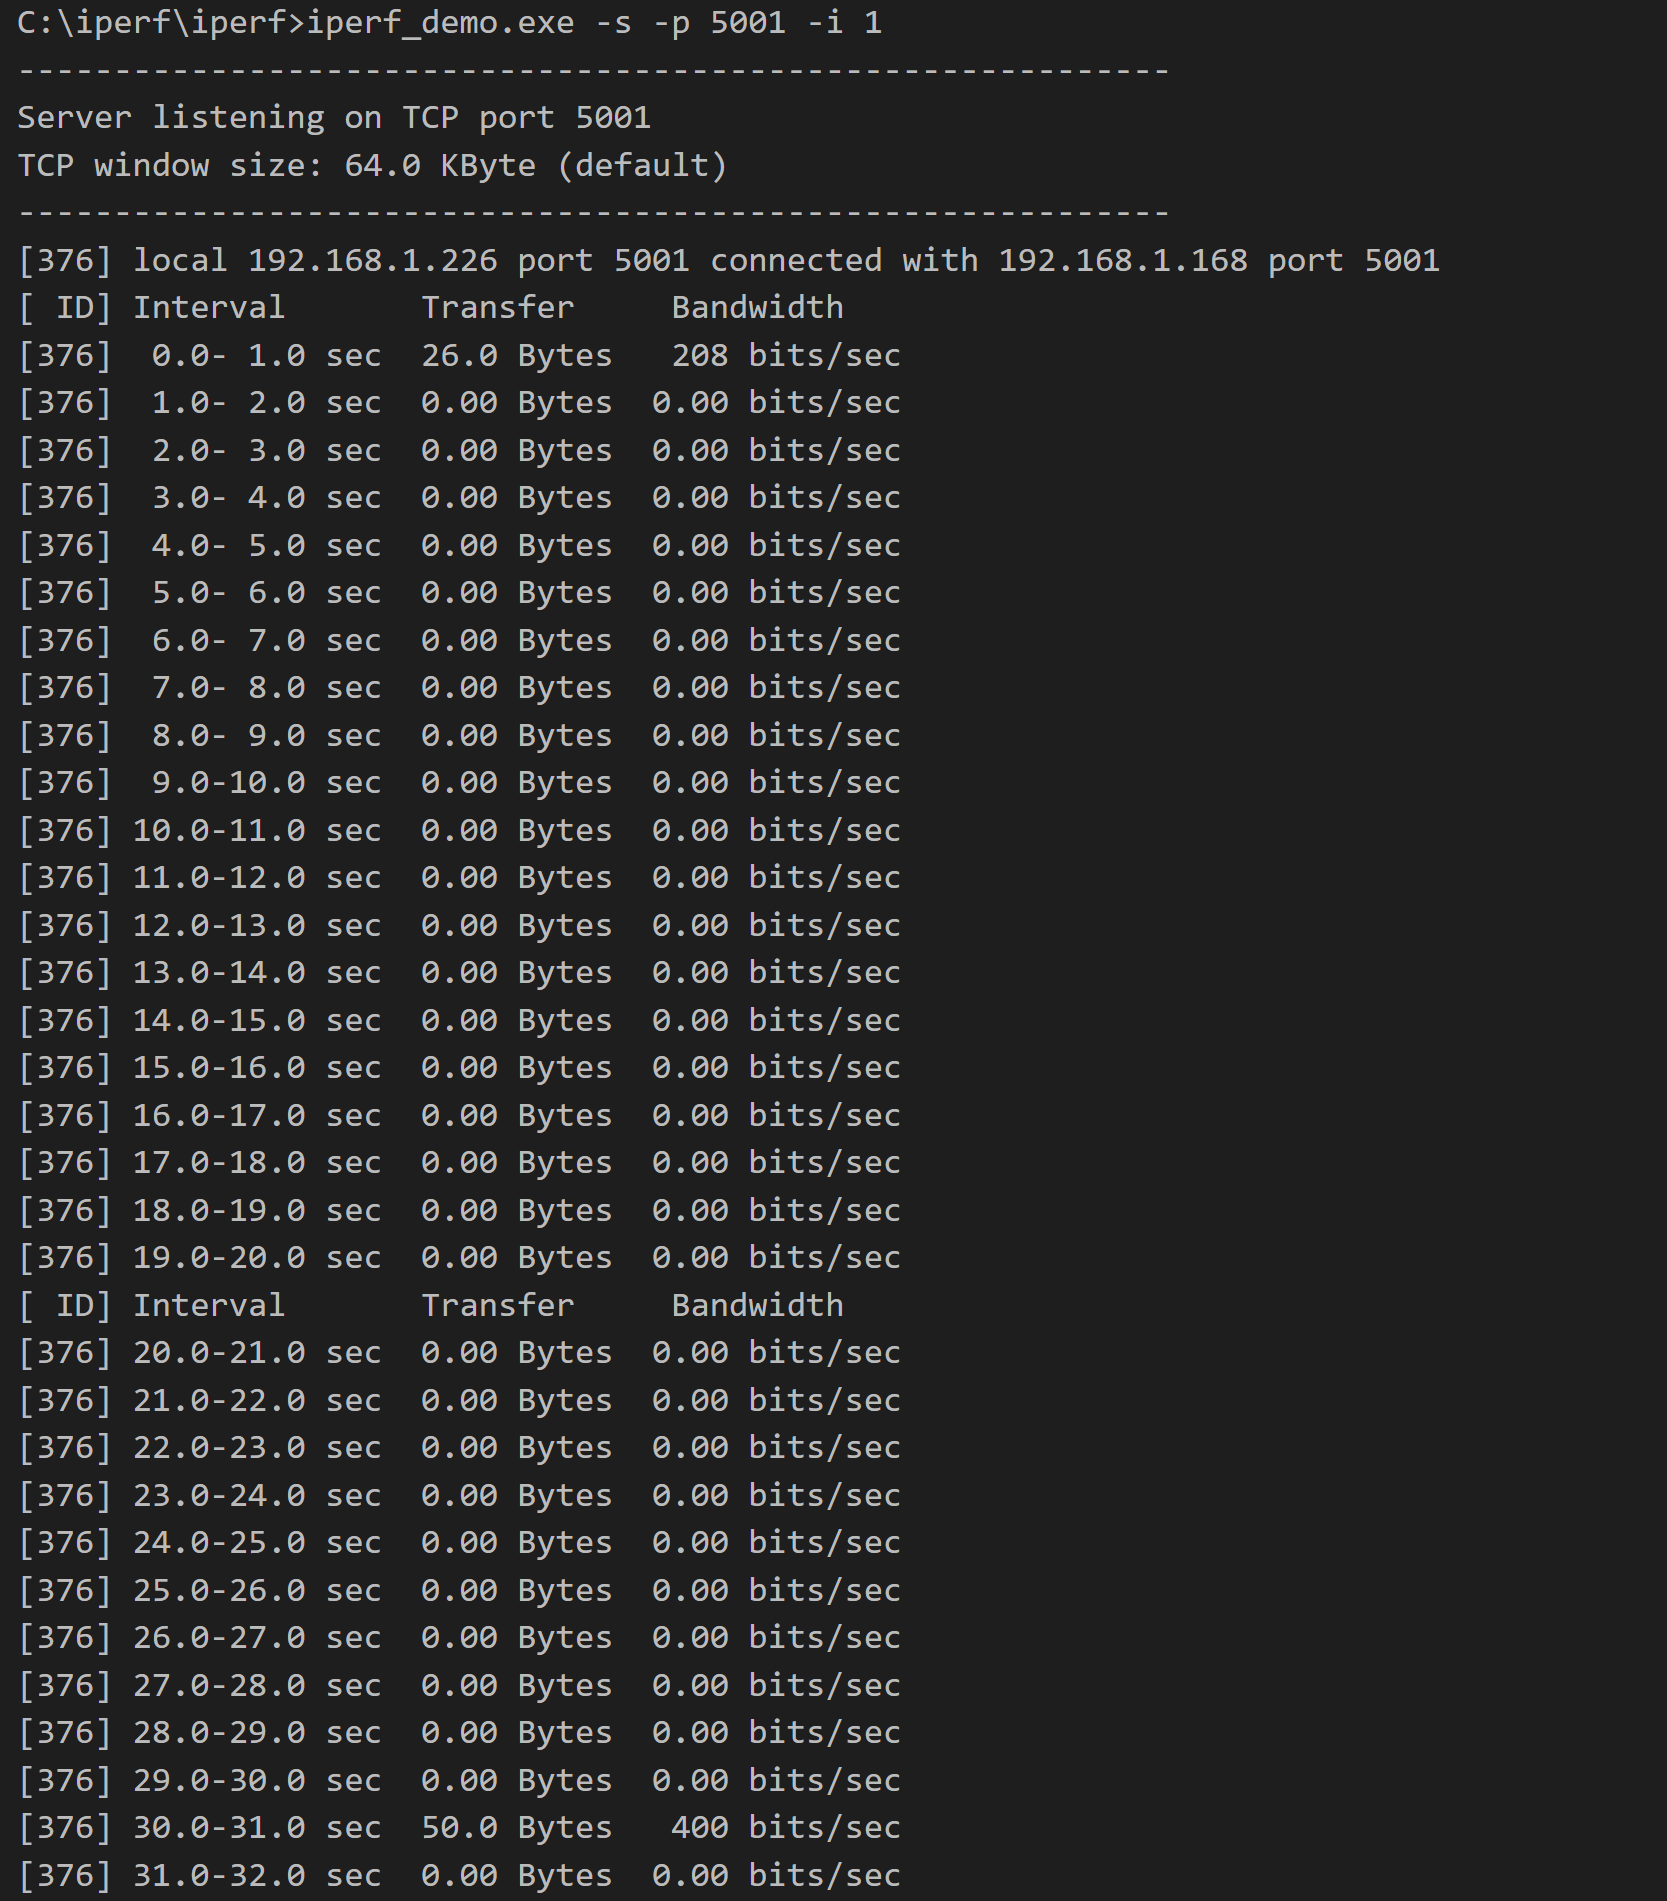 C:\iperf\iperf>iperf_demo.exe -s -p 5001 -i 1
------------------------------------------------------------
Server listening on TCP port 5001
TCP window size: 64.0 KByte (default)
------------------------------------------------------------
[376] local 192.168.1.226 port 5001 connected with 192.168.1.168 port 5001
[ ID] Interval       Transfer     Bandwidth
[376]  0.0- 1.0 sec  26.0 Bytes   208 bits/sec
[376]  1.0- 2.0 sec  0.00 Bytes  0.00 bits/sec
[376]  2.0- 3.0 sec  0.00 Bytes  0.00 bits/sec
[376]  3.0- 4.0 sec  0.00 Bytes  0.00 bits/sec
[376]  4.0- 5.0 sec  0.00 Bytes  0.00 bits/sec
[376]  5.0- 6.0 sec  0.00 Bytes  0.00 bits/sec
[376]  6.0- 7.0 sec  0.00 Bytes  0.00 bits/sec
[376]  7.0- 8.0 sec  0.00 Bytes  0.00 bits/sec
[376]  8.0- 9.0 sec  0.00 Bytes  0.00 bits/sec
[376]  9.0-10.0 sec  0.00 Bytes  0.00 bits/sec
[376] 10.0-11.0 sec  0.00 Bytes  0.00 bits/sec
[376] 11.0-12.0 sec  0.00 Bytes  0.00 bits/sec
[376] 12.0-13.0 sec  0.00 Bytes  0.00 bits/sec
[376] 13.0-14.0 sec  0.00 Bytes  0.00 bits/sec
[376] 14.0-15.0 sec  0.00 Bytes  0.00 bits/sec
[376] 15.0-16.0 sec  0.00 Bytes  0.00 bits/sec
[376] 16.0-17.0 sec  0.00 Bytes  0.00 bits/sec
[376] 17.0-18.0 sec  0.00 Bytes  0.00 bits/sec
[376] 18.0-19.0 sec  0.00 Bytes  0.00 bits/sec
[376] 19.0-20.0 sec  0.00 Bytes  0.00 bits/sec
[ ID] Interval       Transfer     Bandwidth
[376] 20.0-21.0 sec  0.00 Bytes  0.00 bits/sec
[376] 21.0-22.0 sec  0.00 Bytes  0.00 bits/sec
[376] 22.0-23.0 sec  0.00 Bytes  0.00 bits/sec
[376] 23.0-24.0 sec  0.00 Bytes  0.00 bits/sec
[376] 24.0-25.0 sec  0.00 Bytes  0.00 bits/sec
[376] 25.0-26.0 sec  0.00 Bytes  0.00 bits/sec
[376] 26.0-27.0 sec  0.00 Bytes  0.00 bits/sec
[376] 27.0-28.0 sec  0.00 Bytes  0.00 bits/sec
[376] 28.0-29.0 sec  0.00 Bytes  0.00 bits/sec
[376] 29.0-30.0 sec  0.00 Bytes  0.00 bits/sec
[376] 30.0-31.0 sec  50.0 Bytes   400 bits/sec
[376] 31.0-32.0 sec  0.00 Bytes  0.00 bits/sec